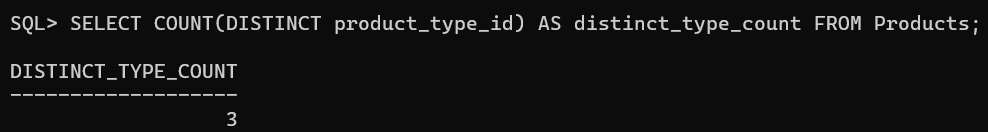 SQL> SELECT COUNT(DISTINCT product_type_id) AS distinct_type_count FROM Products;
DISTINCT_TYPE_COUNT
-------------------
3